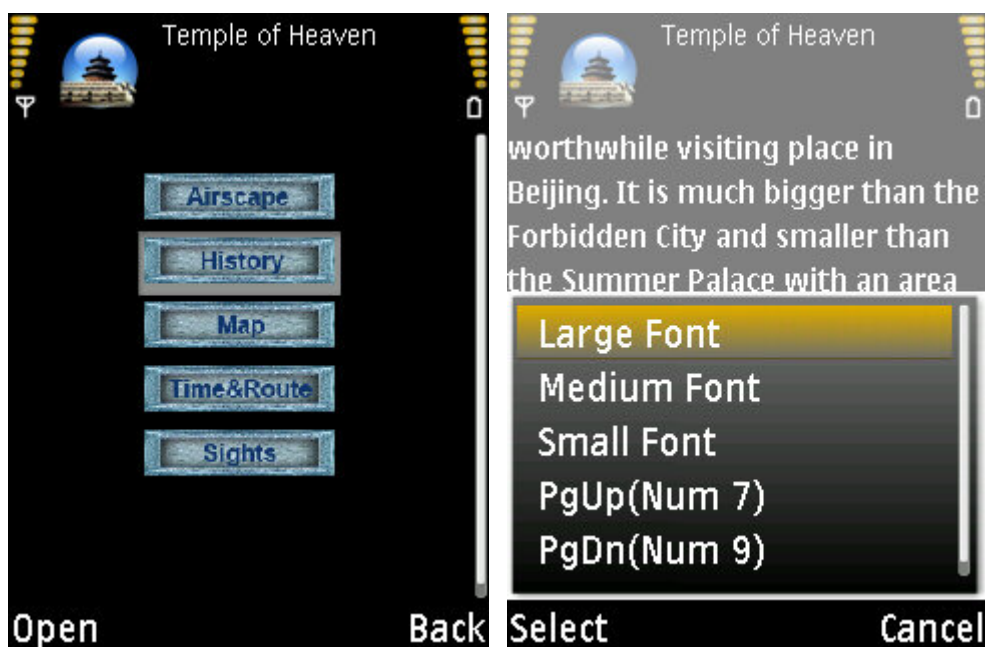 Temple of Heaven
Airscape
History
Map
Time&Route
Sights
Open
Back
Temple of Heaven
worthwhile visiting place in
Beijing. It is much bigger than the
Forbidden City and smaller than
the Summer Palace with an area
Large Font
Medium Font
Small Font
PgUp(Num 7)
PgDn(Num 9)
Select
Cancel